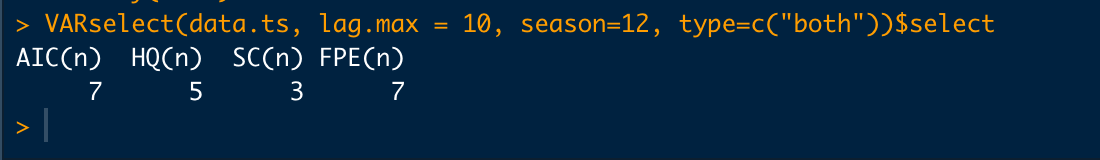 > VARselect(data.ts, lag.max = 10, season=12, type=c("both"))$select
AIC(n)  HQ(n)  SC(n) FPE(n)
     7      5      3      7
>